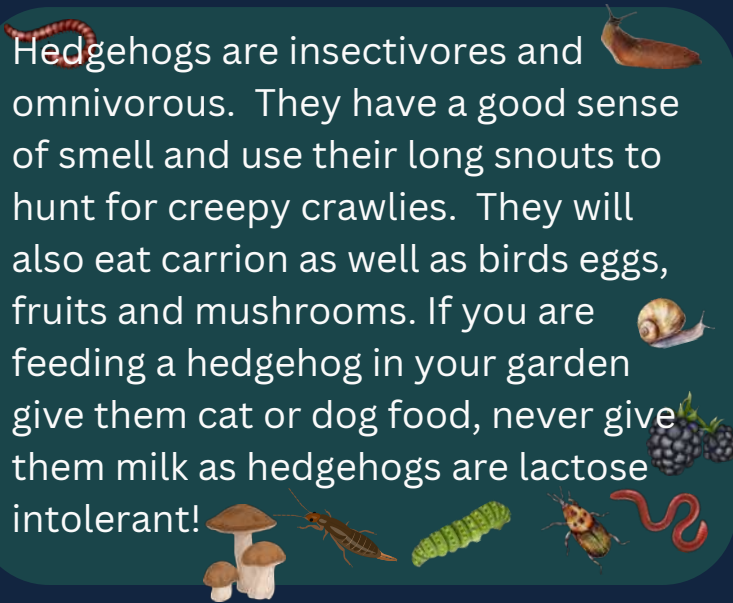 Hedgehogs are insectivores and
omnivorous.  They have a good sense
of smell and use their long snouts to
hunt for creepy crawlies.  They will
also eat carrion as well as birds eggs,
fruits and mushrooms. If you are
feeding a hedgehog in your garden
give them cat or dog food, never give
them milk as hedgehogs are lactose
intolerant!